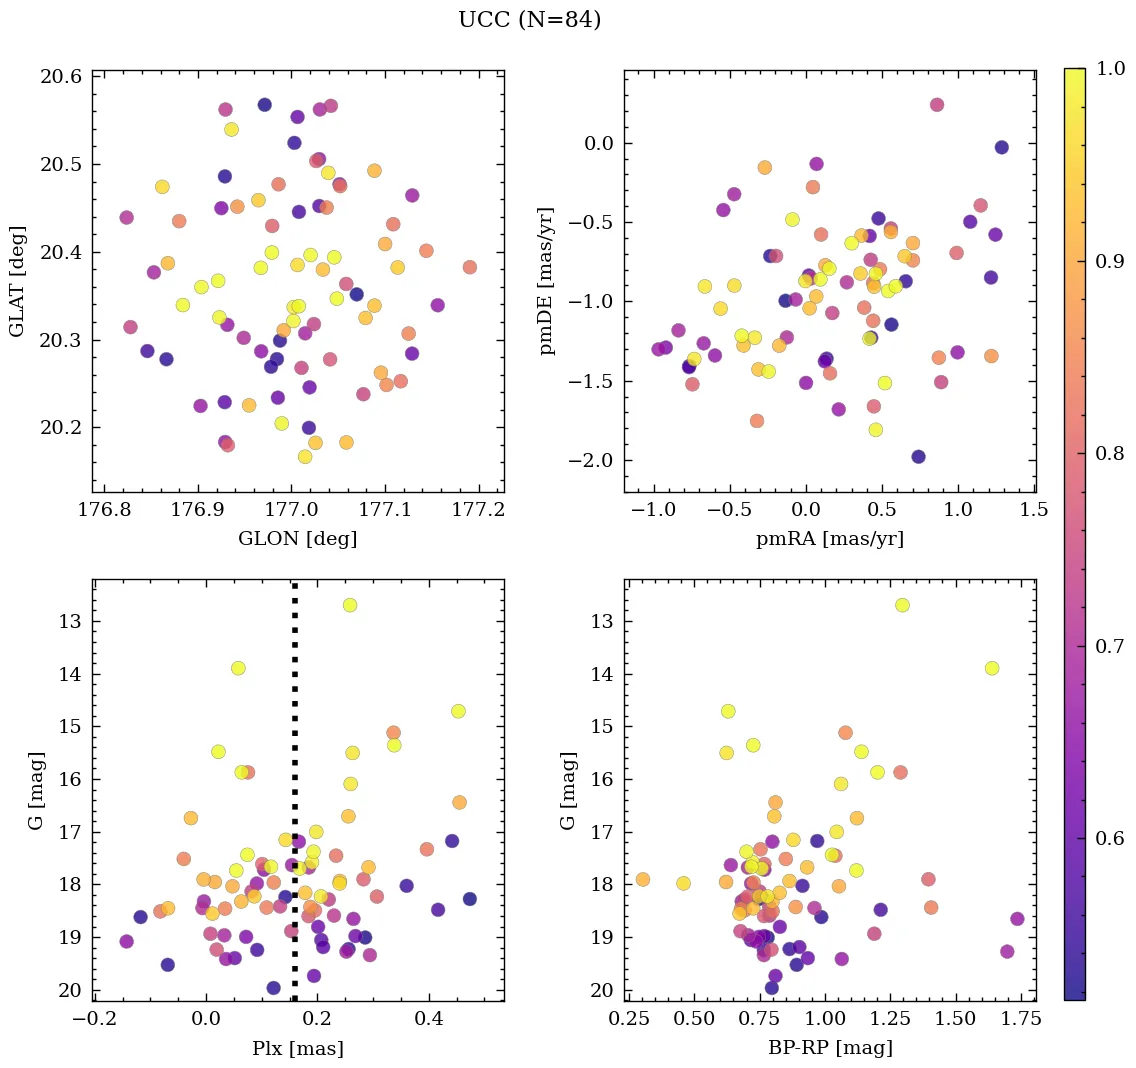 UCC (N=84)
20.6
20.5
20.4
20.3
20.2
GLAT [deg]
176.8 176.9 177.0 177.1 177.2
GLON [deg]
0.0
−0.5
−1.0
−1.5
−2.0
pmDE [mas/yr]
−1.0 −0.5 0.0 0.5 1.0 1.5
pmRA [mas/yr]
13
14
15
16
17
18
19
20
G [mag]
−0.2 0.0 0.2 0.4
Plx [mas]
13
14
15
16
17
18
19
20
G [mag]
0.25 0.50 0.75 1.00 1.25 1.50 1.75
BP-RP [mag]
1.0
0.9
0.8
0.7
0.6